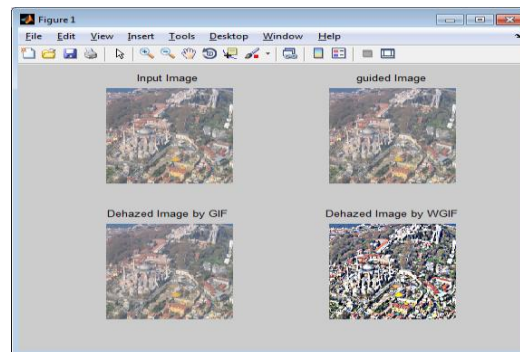 Figure 1
File Edit View Insert Tools Desktop Window Help
Input Image
guided Image
Dehazed Image by GIF
Dehazed Image by WGIF